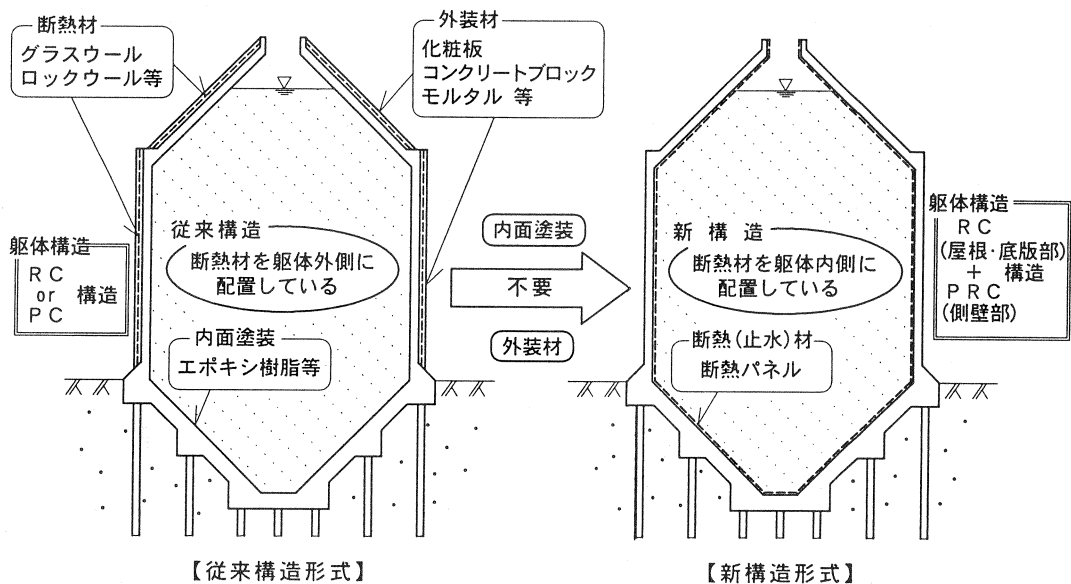 断熱材
グラスウール
ロックウール等
外装材
化粧板
コンクリートブロック
モルタル 等
従来構造
断熱材を躯体外側に
配置している
躯体構造
RC
or 構造
PC
内面塗装
エポキシ樹脂等
内面塗装
不要
外装材
新構造
断熱材を躯体内側に
配置している
断熱(止水)材
断熱パネル
躯体構造
RC
(屋根・底版部)
+ 構造
PRC
(側壁部)
【従来構造形式】
【新構造形式】